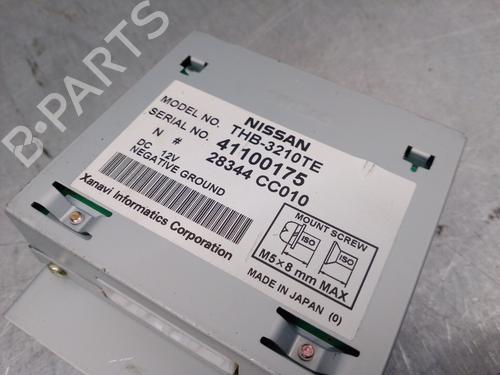 B-PARTS
NISSAN
MODEL NO. THB-3210TE
SERIAL NO. 41100175
N # 28344 CC010
DC 12V
NEGATIVE GROUND
Xanavi Informatics Corporation
MOUNT SCREW
ISO ISO
M5×8 mm MAX
MADE IN JAPAN (0)